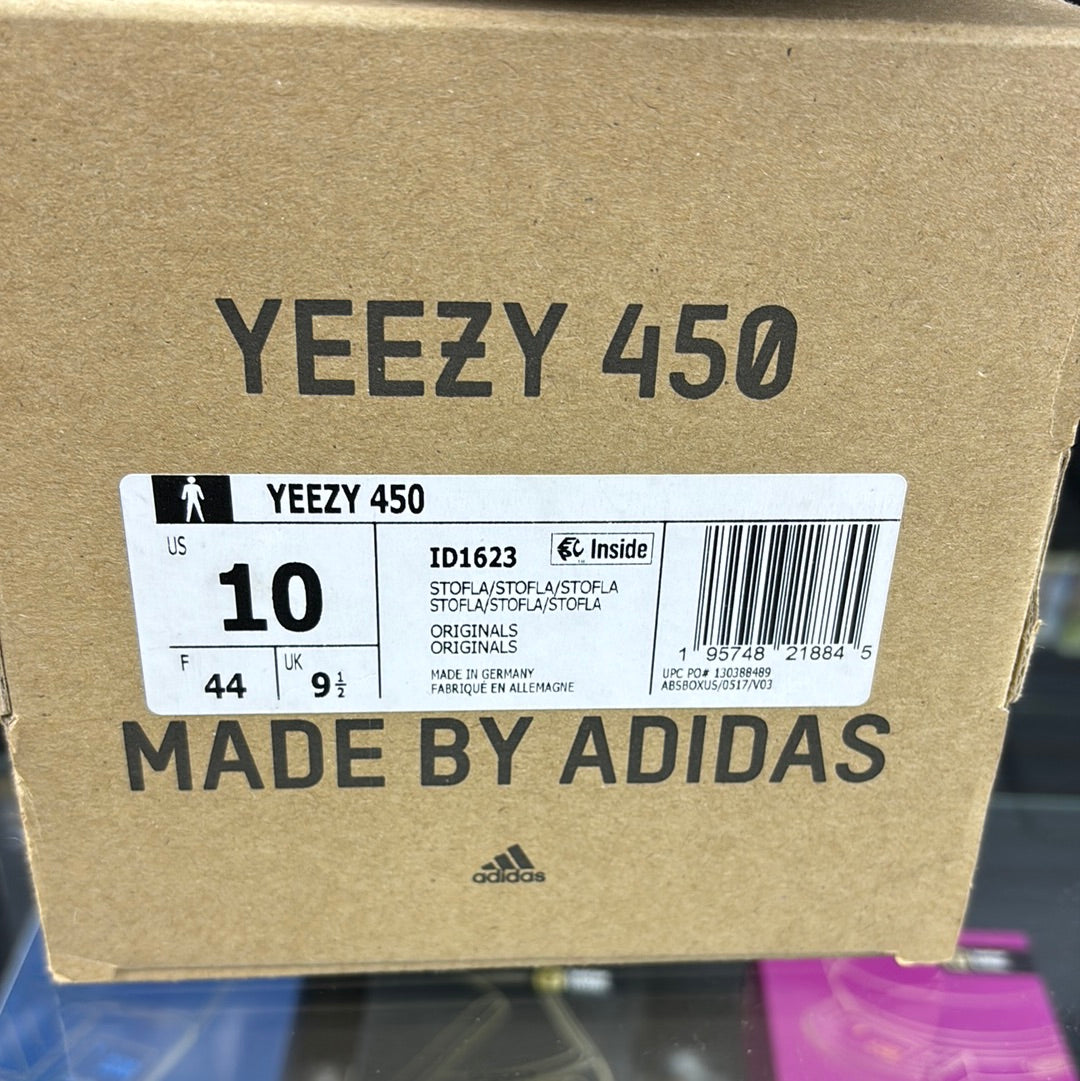 YEEZY 450
YEEZY 450
US
10
F
44
UK
9 1/2
ID1623
Inside
STOFLA/STOFLA/STOFLA
STOFLA/STOFLA/STOFLA
ORIGINALS
ORIGINALS
MADE IN GERMANY
FABRIQUÉ EN ALLEMAGNE
1 95748 21884 5
UPC PO# 130388489
ABSBOXUS/0517/V03
MADE BY ADIDAS
adidas